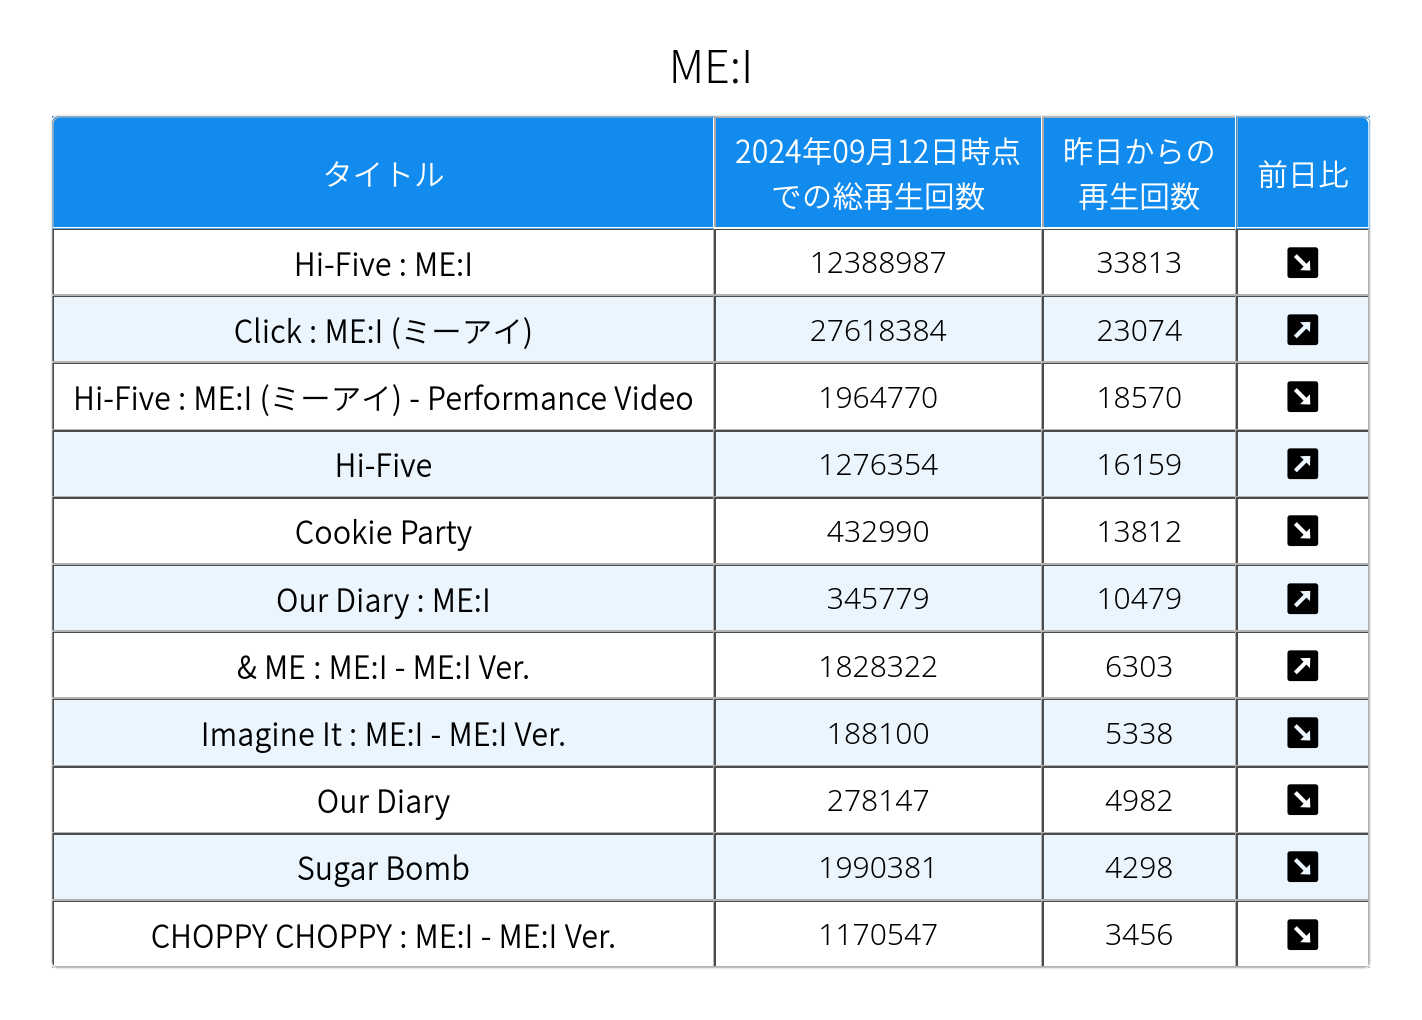 ME:I
タイトル 2024年09月12日時点 での総再生回数 昨日からの 再生回数 前日比
Hi-Five : ME:I 12388987 33813 ↘
Click : ME:I (ミーアイ) 27618384 23074 ↗
Hi-Five : ME:I (ミーアイ) - Performance Video 1964770 18570 ↘
Hi-Five 1276354 16159 ↗
Cookie Party 432990 13812 ↘
Our Diary : ME:I 345779 10479 ↗
& ME : ME:I - ME:I Ver. 1828322 6303 ↗
Imagine It : ME:I - ME:I Ver. 188100 5338 ↘
Our Diary 278147 4982 ↘
Sugar Bomb 1990381 4298 ↘
CHOPPY CHOPPY : ME:I - ME:I Ver. 1170547 3456 ↘